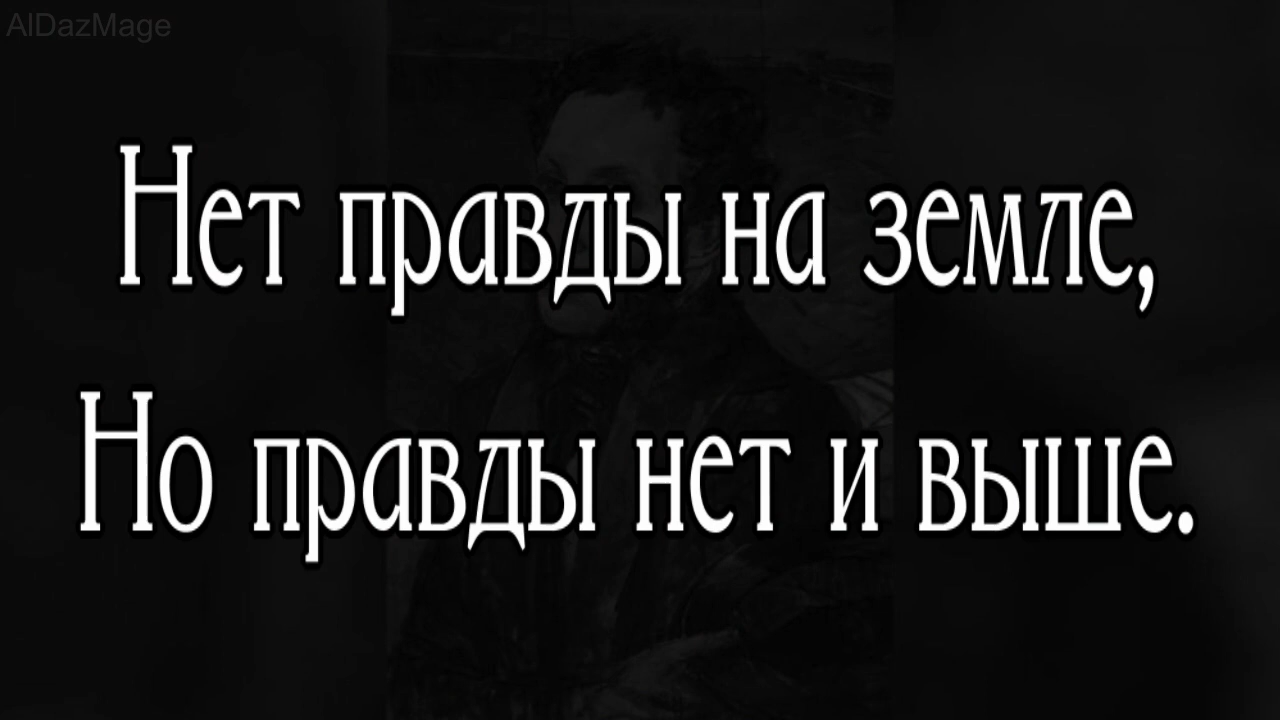 AlDazMage
Нет правды на земле,
Но правды нет и выше.